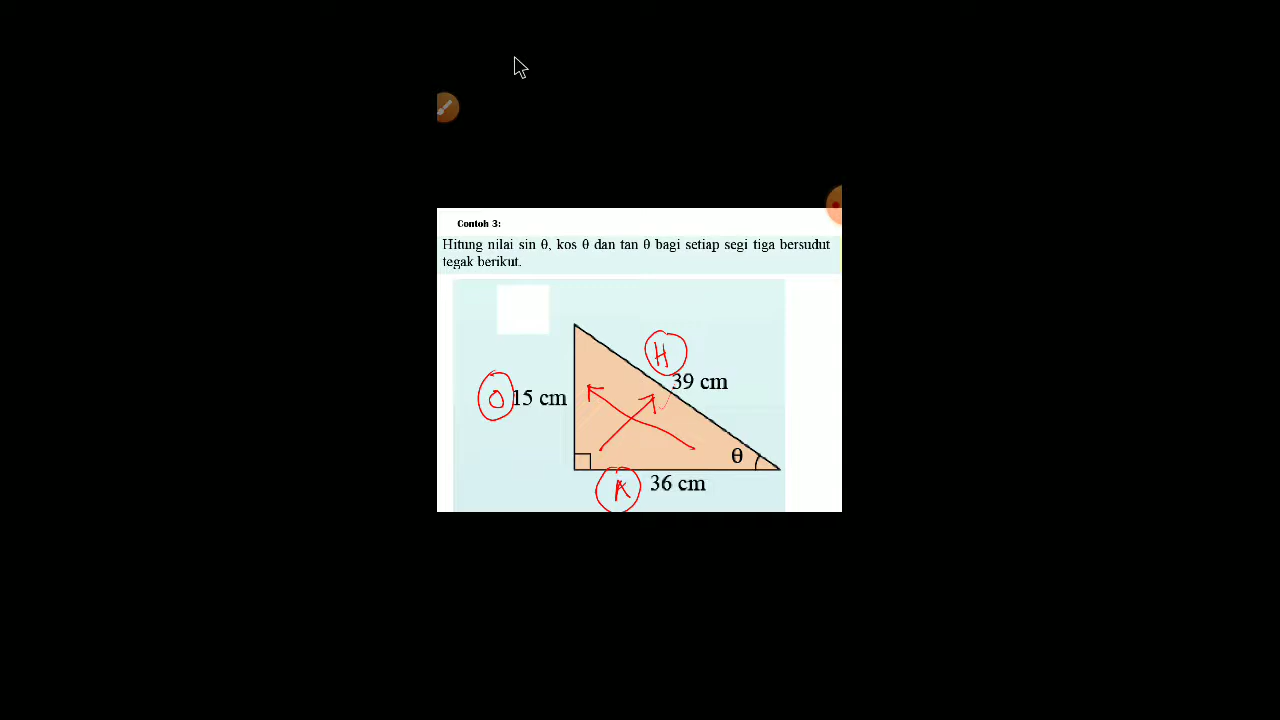 Contoh 3:
Hitung nilai sin θ, kos θ dan tan θ bagi setiap segi tiga bersudut
tegak berikut.
H
39 cm
O 15 cm
θ
A 36 cm